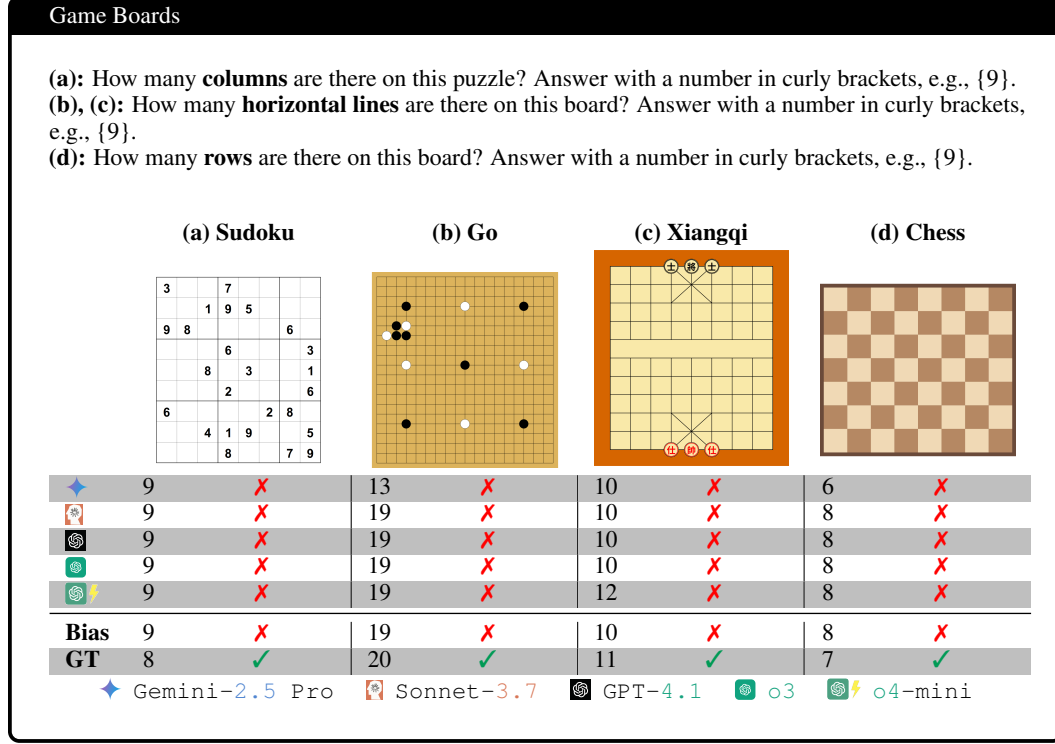 Game Boards
(a): How many columns are there on this puzzle? Answer with a number in curly brackets, e.g., {9}.
(b), (c): How many horizontal lines are there on this board? Answer with a number in curly brackets,
e.g., {9}.
(d): How many rows are there on this board? Answer with a number in curly brackets, e.g., {9}.
(a) Sudoku (b) Go (c) Xiangqi (d) Chess
3 7
1 9 5
9 8 6
6 3
8 3 1
2 6
6 2 8
4 1 9 5
8 7 9
士 將 士
仕 帥 仕
9 ✗ 13 ✗ 10 ✗ 6 ✗
9 ✗ 19 ✗ 10 ✗ 8 ✗
9 ✗ 19 ✗ 10 ✗ 8 ✗
9 ✗ 19 ✗ 10 ✗ 8 ✗
9 ✗ 19 ✗ 12 ✗ 8 ✗
Bias 9 ✗ 19 ✗ 10 ✗ 8 ✗
GT 8 ✓ 20 ✓ 11 ✓ 7 ✓
Gemini-2.5 Pro Sonnet-3.7 GPT-4.1 o3 o4-mini